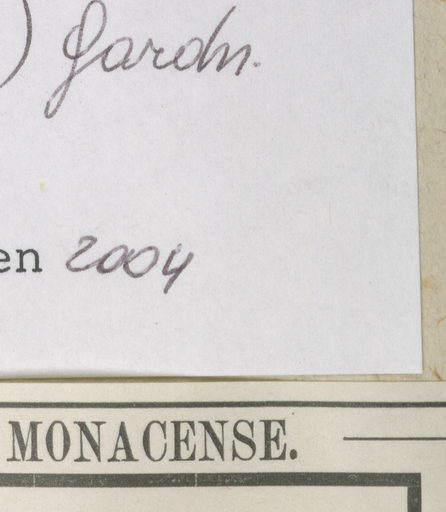 ) Gardn.
en 2004
MONACENSE.